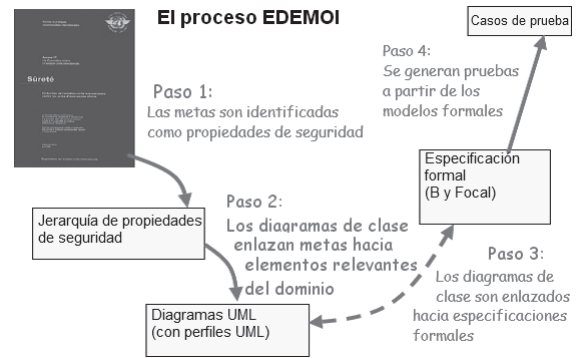 El proceso EDEMOI
Sûreté
Paso 1:
Las metas son identificadas
como propiedades de seguridad
Jerarquía de propiedades
de seguridad
Paso 2:
Los diagramas de clase
enlazan metas hacia
elementos relevantes
del dominio
Diagramas UML
(con perfiles UML)
Paso 3:
Los diagramas de
clase son enlazados
hacia especificaciones
formales
Especificación
formal
(B y Focal)
Paso 4:
Se generan pruebas
a partir de los
modelos formales
Casos de prueba